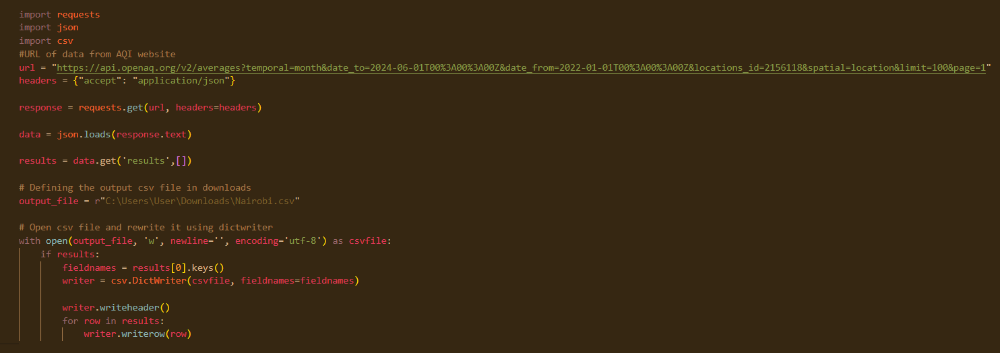 import requests
import json
import csv
#URL of data from AQI website
url = "https://api.openaq.org/v2/averages?temporal=month&date_to=2024-06-01T00%3A00%3A00Z&date_from=2022-01-01T00%3A00%3A00Z&locations_id=2156118&spatial=location&limit=100&page=1"
headers = {"accept": "application/json"}
response = requests.get(url, headers=headers)
data = json.loads(response.text)
results = data.get('results',[])
# Defining the output csv file in downloads
output_file = r"C:\Users\User\Downloads\Nairobi.csv"
# Open csv file and rewrite it using dictwriter
with open(output_file, 'w', newline='', encoding='utf-8') as csvfile:
    if results:
        fieldnames = results[0].keys()
        writer = csv.DictWriter(csvfile, fieldnames=fieldnames)
        writer.writeheader()
        for row in results:
            writer.writerow(row)